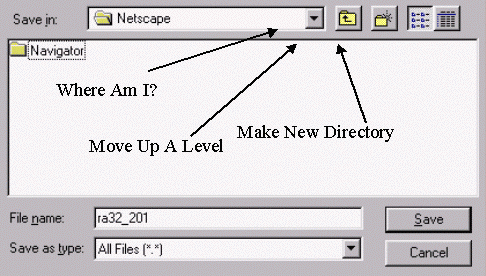 Save in:
Netscape
Navigator
Where Am I?
Make New Directory
Move Up A Level
File name:
ra32_201
Save
Save as type:
All Files (*.*)
Cancel